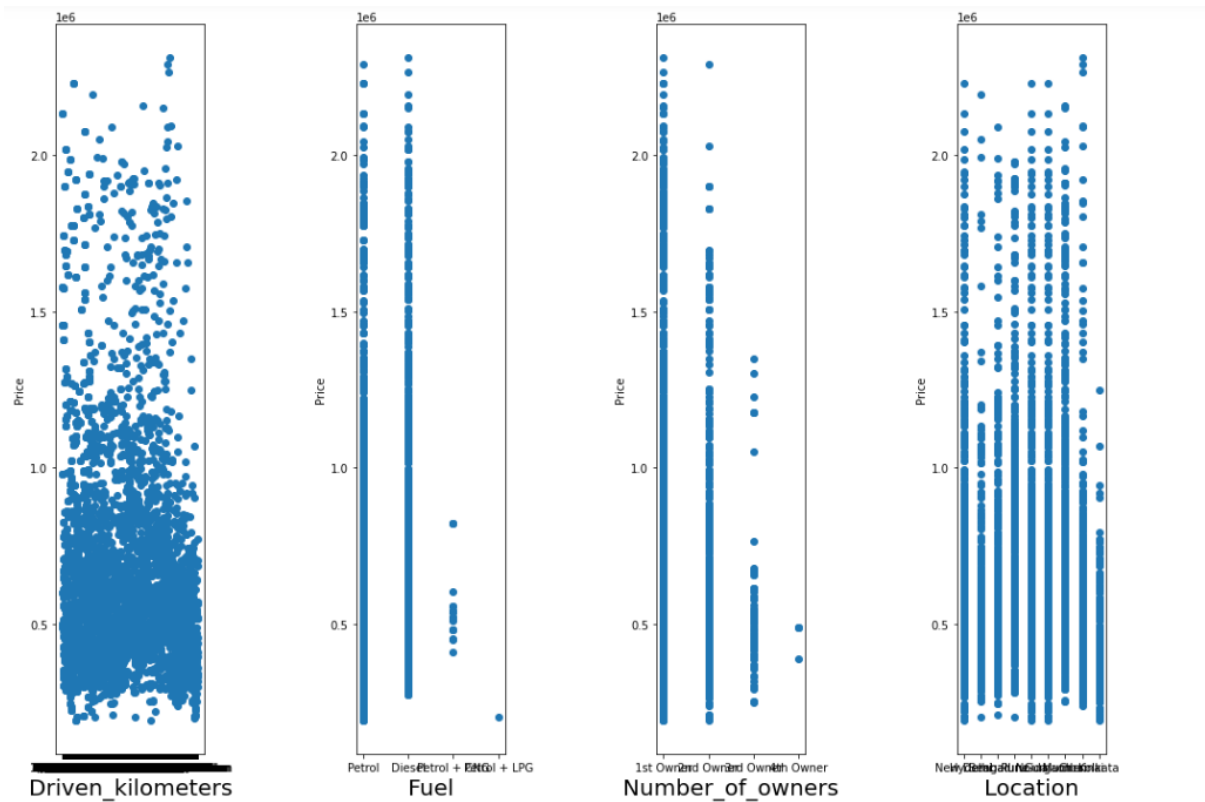 1e6 1e6 1e6 1e6
2.0 2.0 2.0 2.0
1.5 1.5 1.5 1.5
Price Price Price Price
1.0 1.0 1.0 1.0
0.5 0.5 0.5 0.5
Petrol Diesel Petrol + CNG Petrol + LPG 1st Owner 2nd Owner 3rd Owner 4th Owner
Driven_kilometers Fuel Number_of_owners Location